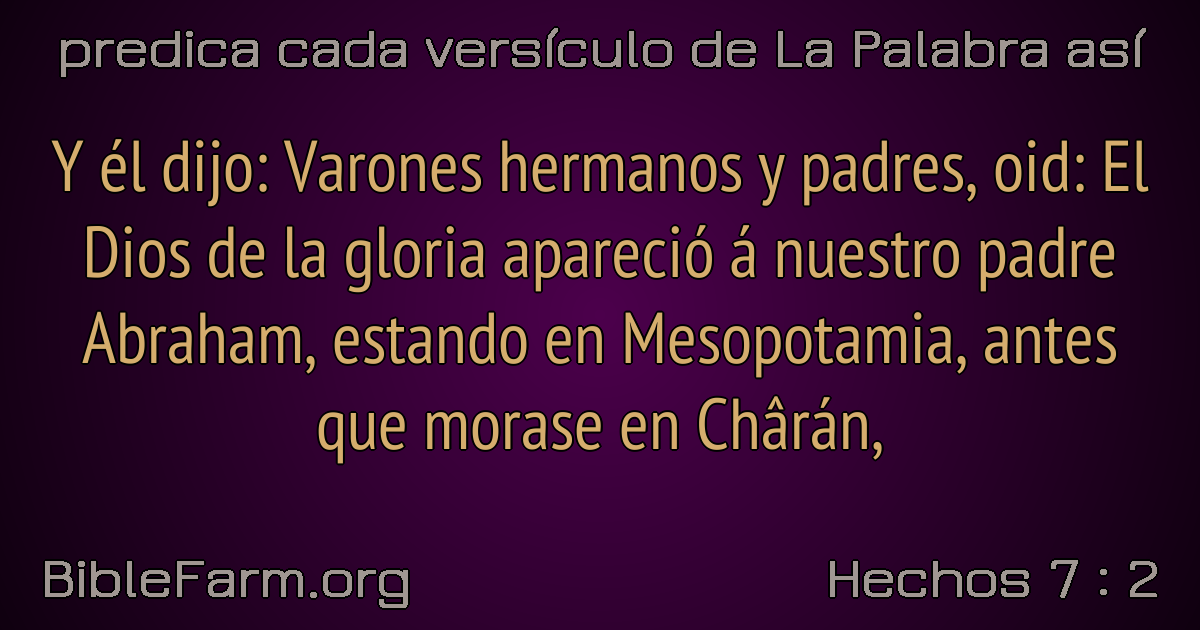 predica cada versículo de La Palabra así
Y él dijo: Varones hermanos y padres, oid: El
Dios de la gloria apareció á nuestro padre
Abraham, estando en Mesopotamia, antes
que morase en Chârán,
BibleFarm.org
Hechos 7 : 2